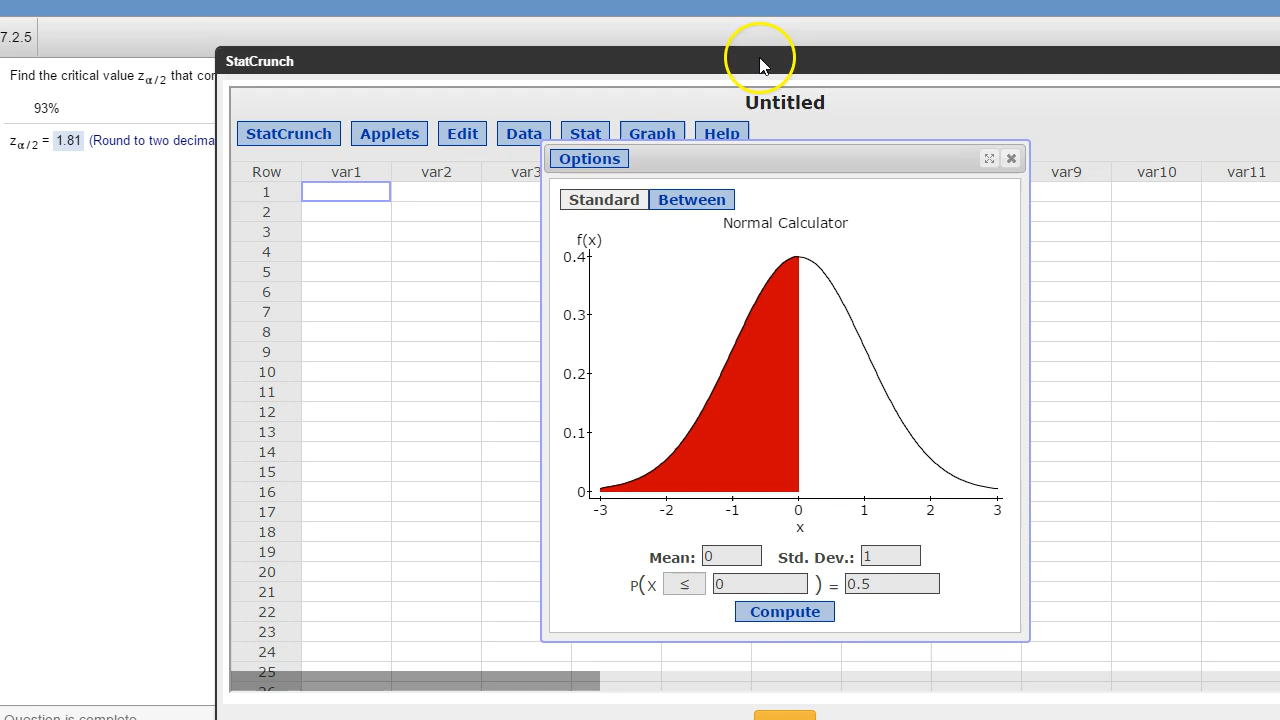 7.2.5
Find the critical value zα/2 that cor
93%
zα/2 = 1.81 (Round to two decima
Question is complete
StatCrunch
Untitled
StatCrunch Applets Edit Data Stat Graph Help
Row var1 var2 var3 var9 var10 var11
1
2
3
4
5
6
7
8
9
10
11
12
13
14
15
16
17
18
19
20
21
22
23
24
25
26
Options
Standard Between
Normal Calculator
f(x)
0.4
0.3
0.2
0.1
0
-3 -2 -1 0 1 2 3
x
Mean: 0 Std. Dev.: 1
P(X ≤ 0 ) = 0.5
Compute